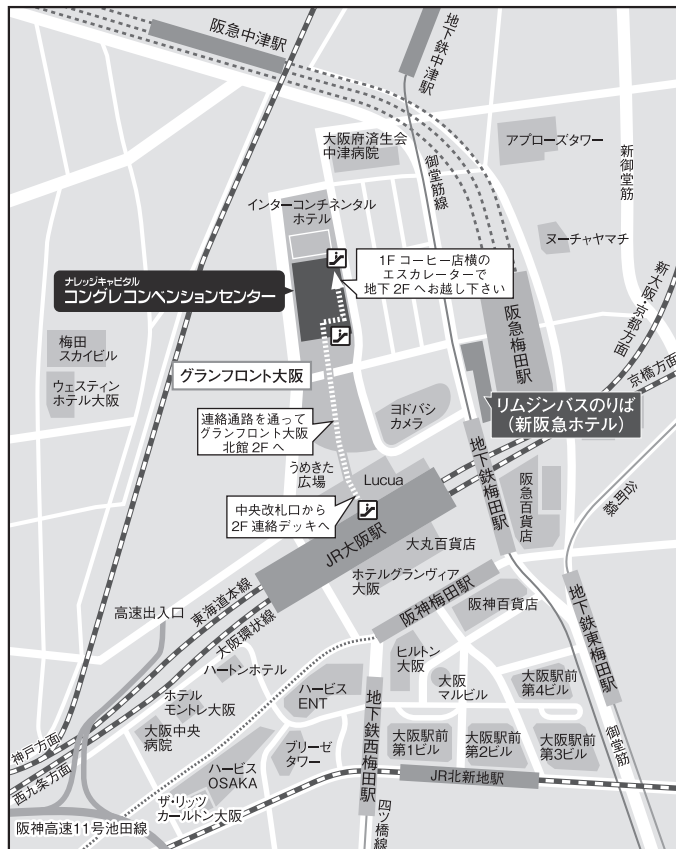 阪急中津駅
地下鉄中津駅
大阪府済生会
中津病院
アプローズタワー
新御堂筋
御堂筋線
インターコンチネンタル
ホテル
ヌーチャヤマチ
1F コーヒー店横の
エスカレーターで
地下 2F へお越し下さい
ナレッジキャピタル
コングレコンベンションセンター
新大阪・京都方面
阪急梅田駅
京橋方面
梅田
スカイビル
グランフロント大阪
ウェスティン
ホテル大阪
リムジンバスのりば
(新阪急ホテル)
ヨドバシ
カメラ
連絡通路を通って
グランフロント大阪
北館 2F へ
地下鉄梅田駅
うめきた
広場
Lucua
阪急百貨店
谷町線
中央改札口から
2F 連絡デッキへ
JR大阪駅
大丸百貨店
ホテルグランヴィア
大阪
阪神梅田駅
阪神百貨店
地下鉄東梅田駅
高速出入口
東海道本線
大阪環状線
ヒルトン
大阪
大阪
マルビル
大阪駅前
第4ビル
ハートンホテル
ハービス
ENT
ホテル
モントレ大阪
地下鉄西梅田駅
大阪中央
病院
ブリーゼ
タワー
大阪駅前
第1ビル
大阪駅前
第2ビル
大阪駅前
第3ビル
御堂筋
神戸方面
西九条方面
ハービス
OSAKA
JR北新地駅
ザ・リッツ
カールトン大阪
四ツ橋線
阪神高速11号池田線